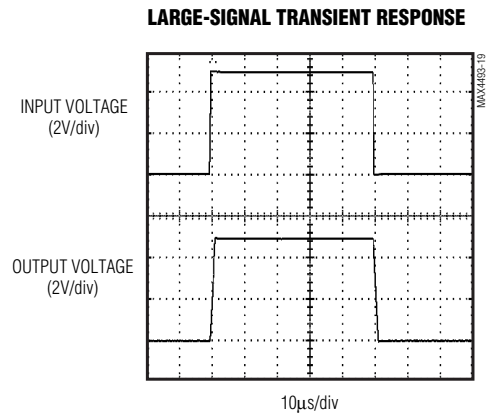 LARGE-SIGNAL TRANSIENT RESPONSE
MAX4493-19
INPUT VOLTAGE
(2V/div)
OUTPUT VOLTAGE
(2V/div)
10μs/div